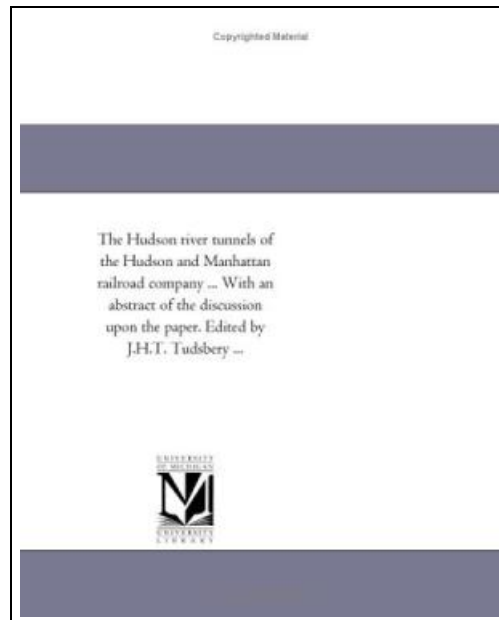 Copyrighted Material
The Hudson river tunnels of
the Hudson and Manhattan
railroad company ... With an
abstract of the discussion
upon the paper. Edited by
J.H.T. Tudsbery ...
UNIVERSITY
OF MICHIGAN
UNIVERSITY
LIBRARY